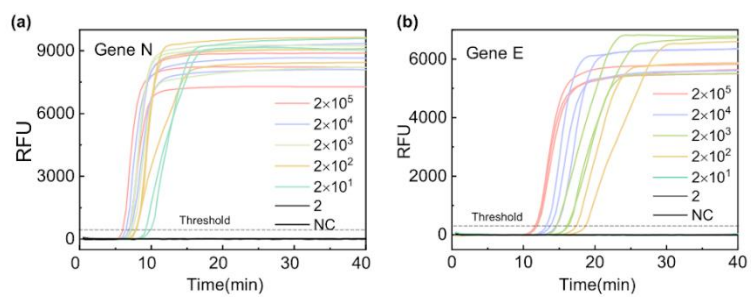 (a)
Gene N
RFU
9000
6000
3000
0
2×10⁵
2×10⁴
2×10³
2×10²
2×10¹
2
NC
Threshold
0 10 20 30 40
Time(min)
(b)
Gene E
RFU
6000
4000
2000
0
2×10⁵
2×10⁴
2×10³
2×10²
2×10¹
2
NC
Threshold
0 10 20 30 40
Time(min)